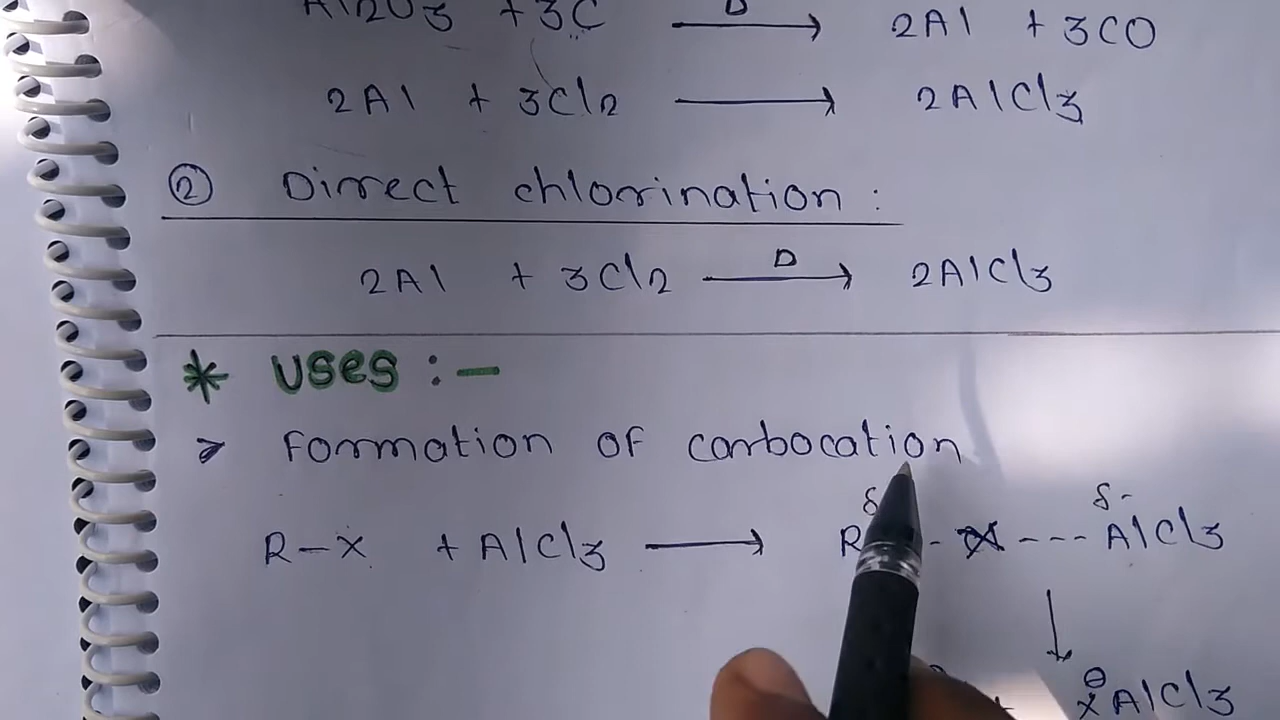 Al2O3 + 3C ⟶ 2Al + 3CO
2Al + 3Cl2 ⟶ 2AlCl3
② Direct chlorination :
2Al + 3Cl2 ⟶ 2AlCl3
* Uses :-
> Formation of carbocation
R-X + AlCl3 ⟶ R - X --- AlCl3
δ-
⊖
XAlCl3